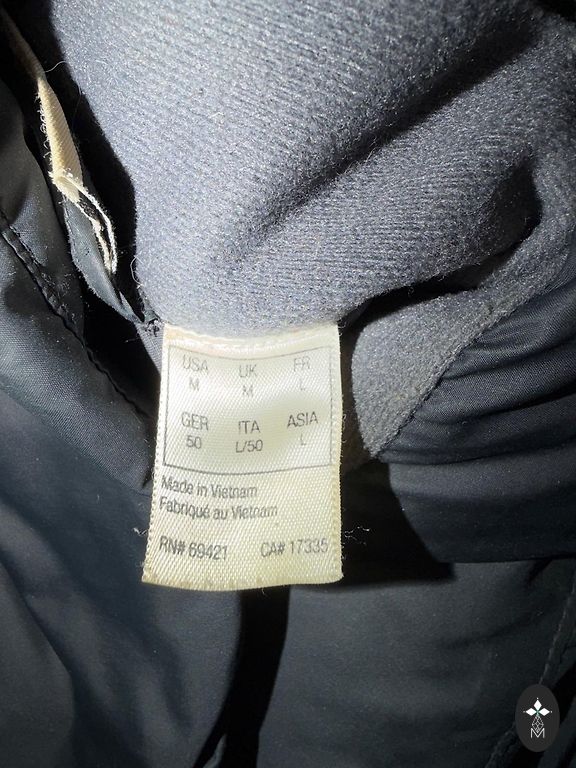 USA UK FR
M M L
GER ITA ASIA
50 L/50 L
Made in Vietnam
Fabriqué au Vietnam
RN# 69421 CA# 17335
M